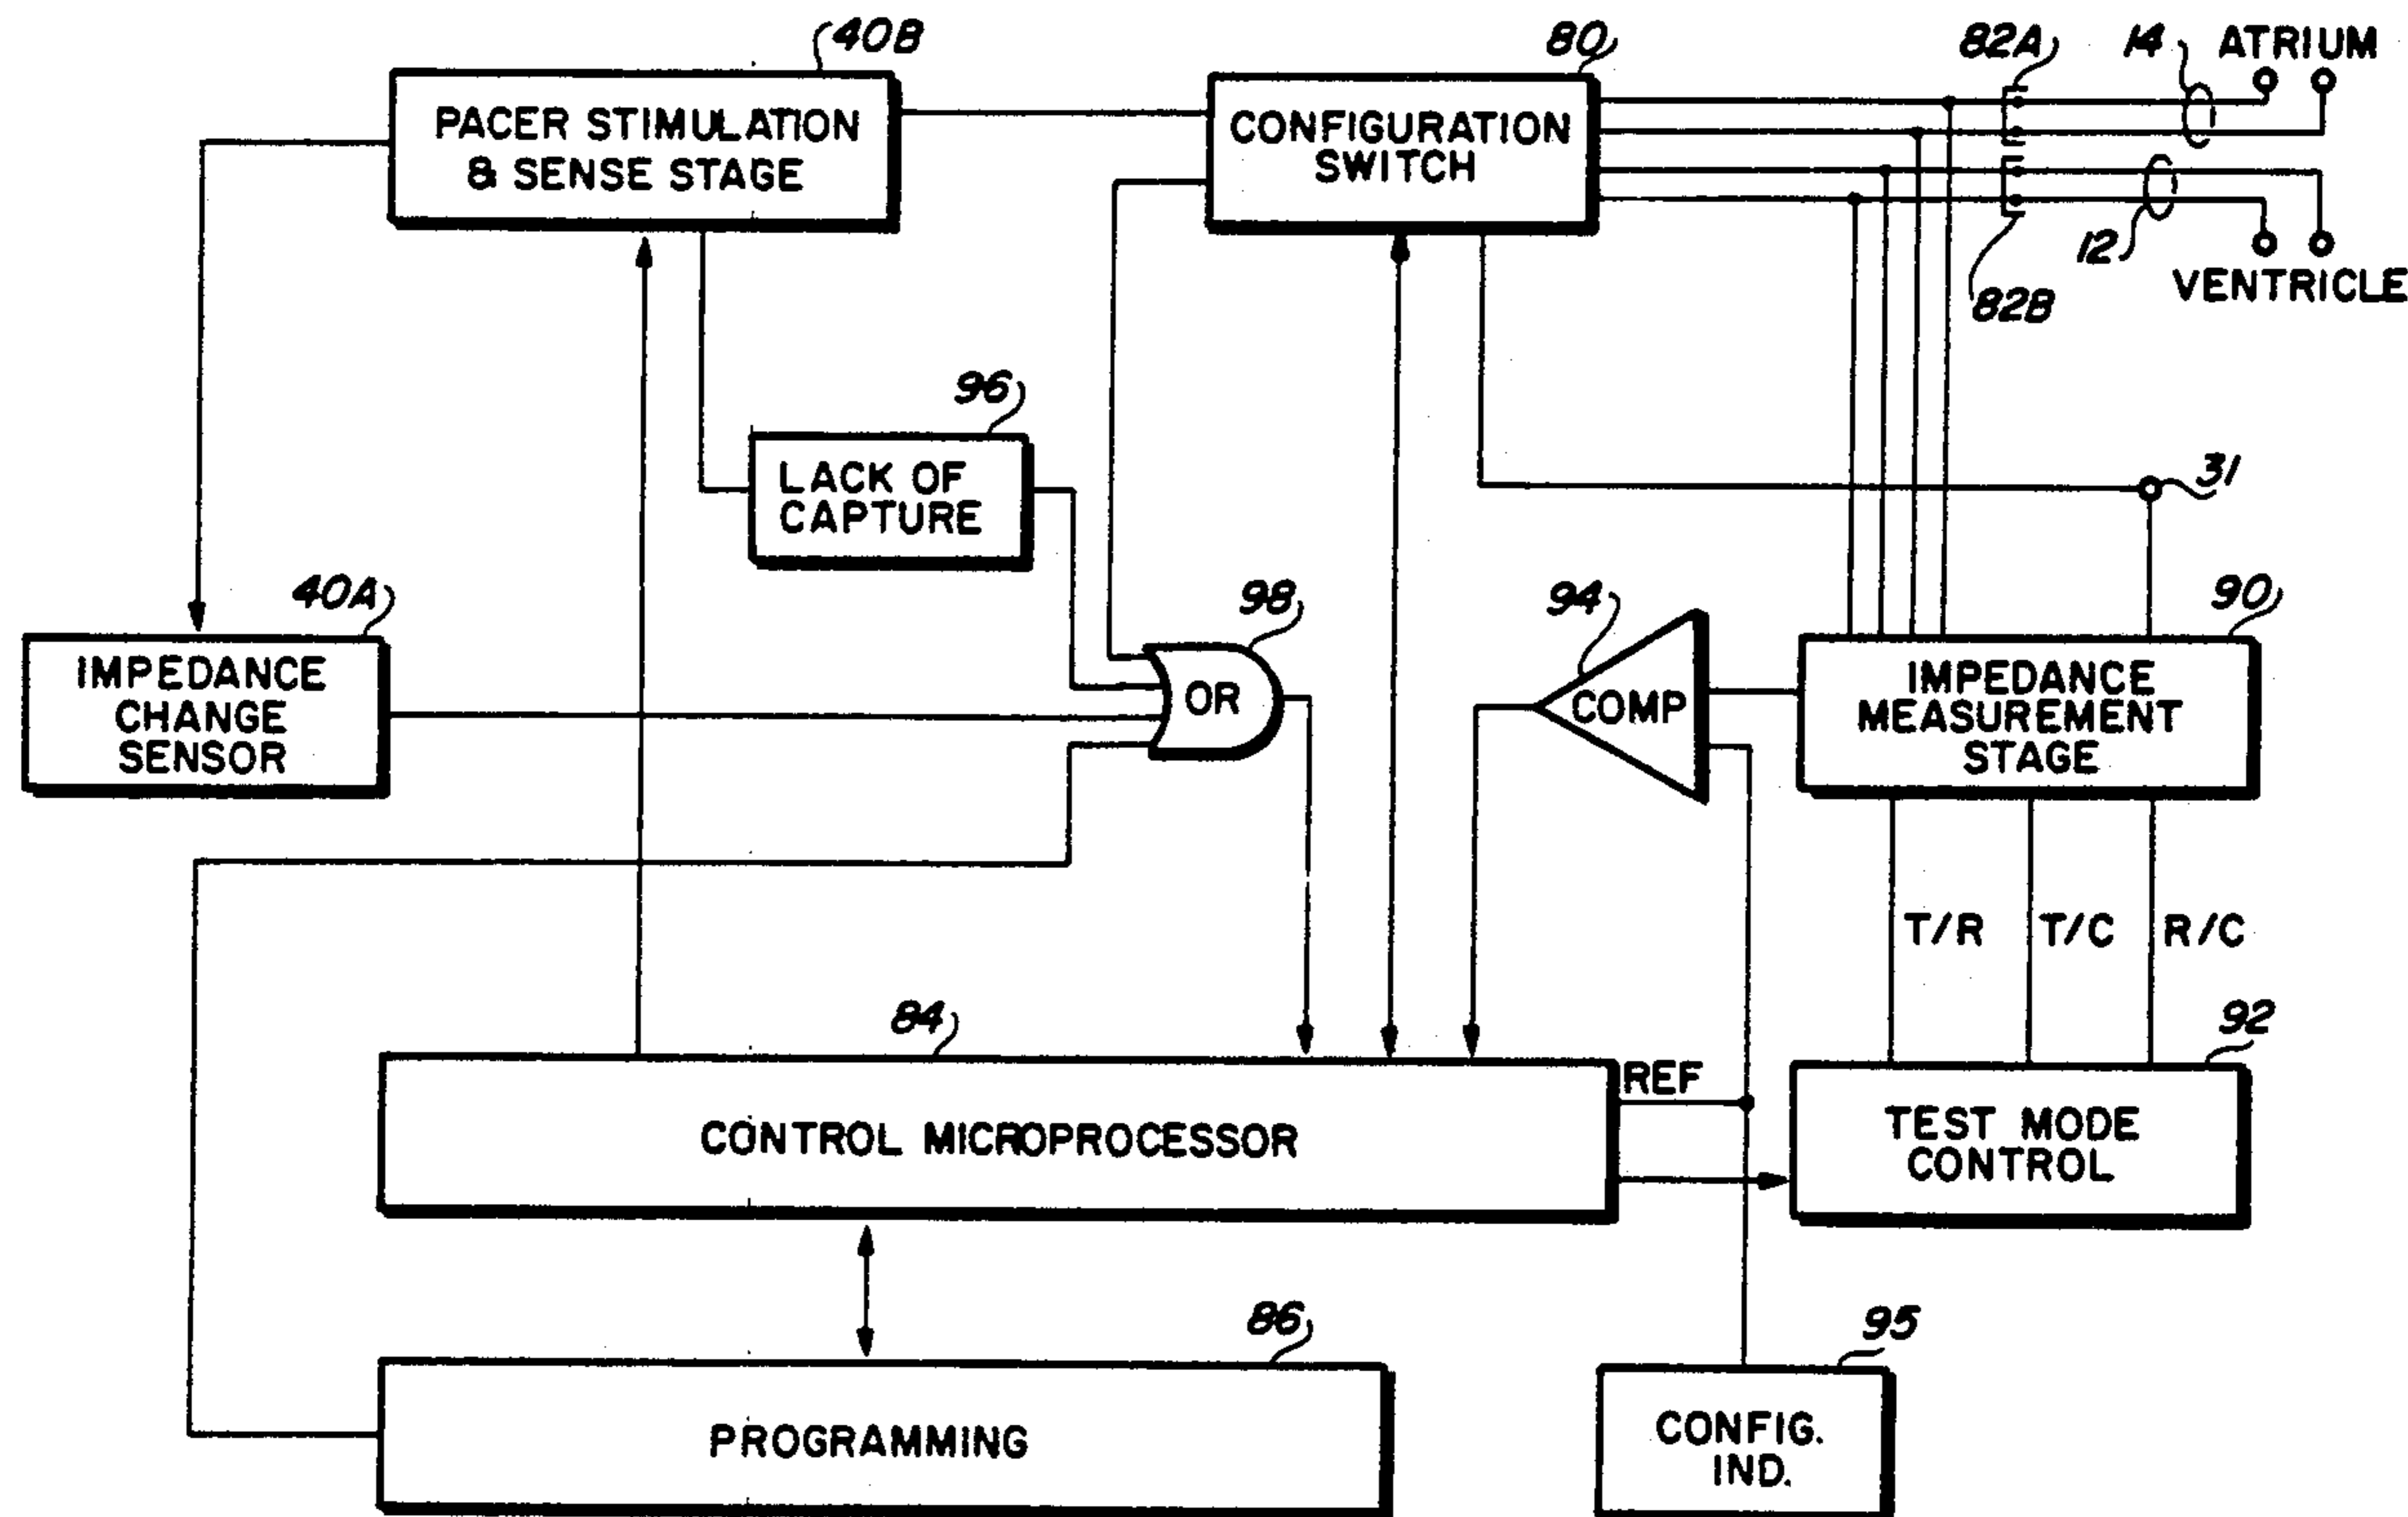 40B
80
82A
14
ATRIUM
PACER STIMULATION
& SENSE STAGE
CONFIGURATION
SWITCH
12
82B
VENTRICLE
96
LACK OF
CAPTURE
31
40A
98
94
90
IMPEDANCE
CHANGE
SENSOR
OR
COMP
IMPEDANCE
MEASUREMENT
STAGE
T/R
T/C
R/C
84
92
REF
CONTROL MICROPROCESSOR
TEST MODE
CONTROL
86
95
PROGRAMMING
CONFIG.
IND.